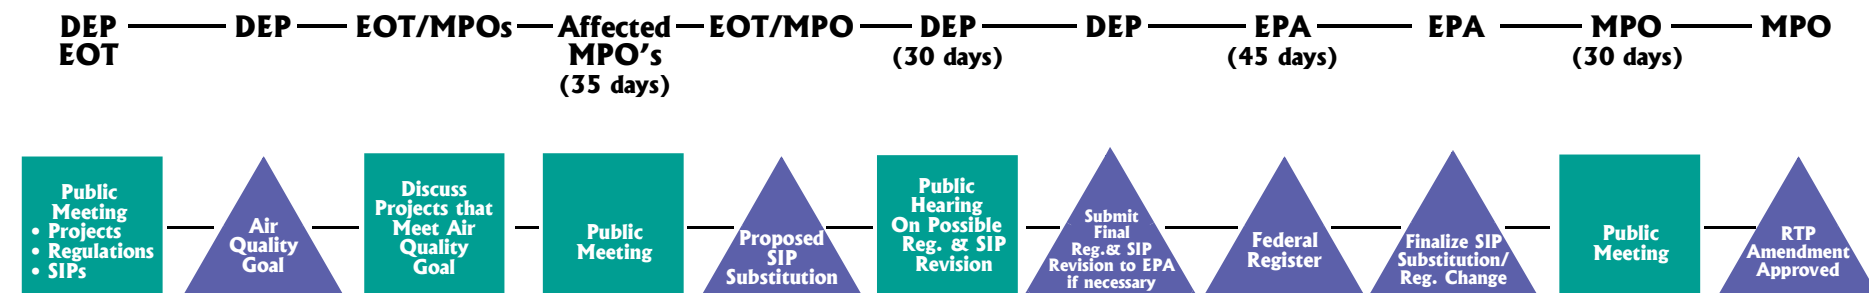 DEP
EOT
DEP
EOT/MPOs
Affected
MPO's
(35 days)
EOT/MPO
DEP
(30 days)
DEP
EPA
(45 days)
EPA
MPO
(30 days)
MPO
Public
Meeting
• Projects
• Regulations
• SIPs
Air
Quality
Goal
Discuss
Projects that
Meet Air
Quality
Goal
Public
Meeting
Proposed
SIP
Substitution
Public
Hearing
On Possible
Reg. & SIP
Revision
Submit
Final
Reg.& SIP
Revision to EPA
if necessary
Federal
Register
Finalize SIP
Substitution/
Reg. Change
Public
Meeting
RTP
Amendment
Approved